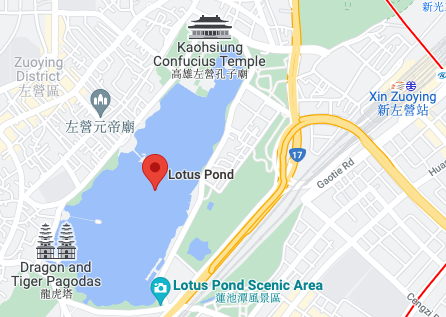 新光
Kaohsiung
Confucius Temple
高雄左營孔子廟
Zuoying
District
左營區
Xin Zuoying
新左營站
左營元帝廟
17
Gaotie Rd
Lotus Pond
Dragon and
Tiger Pagodas
龍虎塔
Lotus Pond Scenic Area
蓮池潭風景區